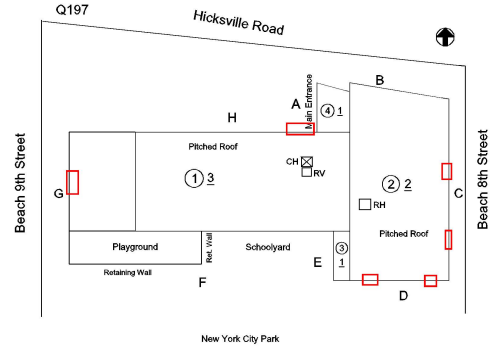 Q197
Hicksville Road
B
A
Main Entrance
4 1
H
Pitched Roof
CH
RV
1 3
2 2
RH
Pitched Roof
Beach 9th Street
G
C
Beach 8th Street
Playground
Ret. Wall
Schoolyard
3
1
E
Retaining Wall
F
D
New York City Park